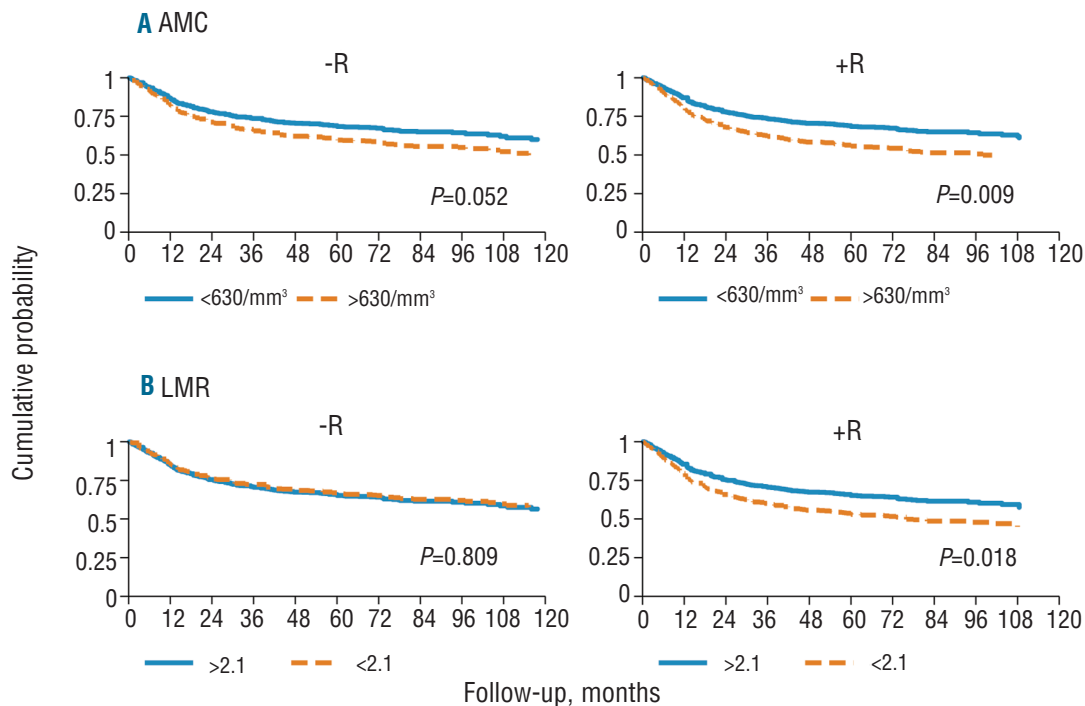 A AMC
-R
1
0.75
0.5
0.25
0
P=0.052
0 12 24 36 48 60 72 84 96 108 120
<630/mm³ >630/mm³
+R
1
0.75
0.5
0.25
0
P=0.009
0 12 24 36 48 60 72 84 96 108 120
<630/mm³ >630/mm³
Cumulative probability
B LMR
-R
1
0.75
0.5
0.25
0
P=0.809
0 12 24 36 48 60 72 84 96 108 120
>2.1 <2.1
+R
1
0.75
0.5
0.25
0
P=0.018
0 12 24 36 48 60 72 84 96 108 120
>2.1 <2.1
Follow-up, months